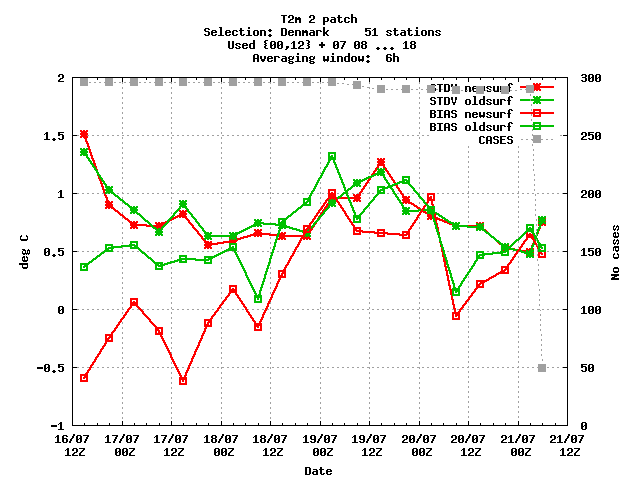 T2m 2 patch
Selection: Denmark     51 stations
Used {00,12} + 07 08 ... 18
Averaging window:  6h
STDV newsurf
STDV oldsurf
BIAS newsurf
BIAS oldsurf
CASES
2
1.5
1
0.5
0
-0.5
-1
deg C
300
250
200
150
100
50
0
No cases
16/07 17/07 17/07 18/07 18/07 19/07 19/07 20/07 20/07 21/07 21/07
12Z 00Z 12Z 00Z 12Z 00Z 12Z 00Z 12Z 00Z 12Z
Date